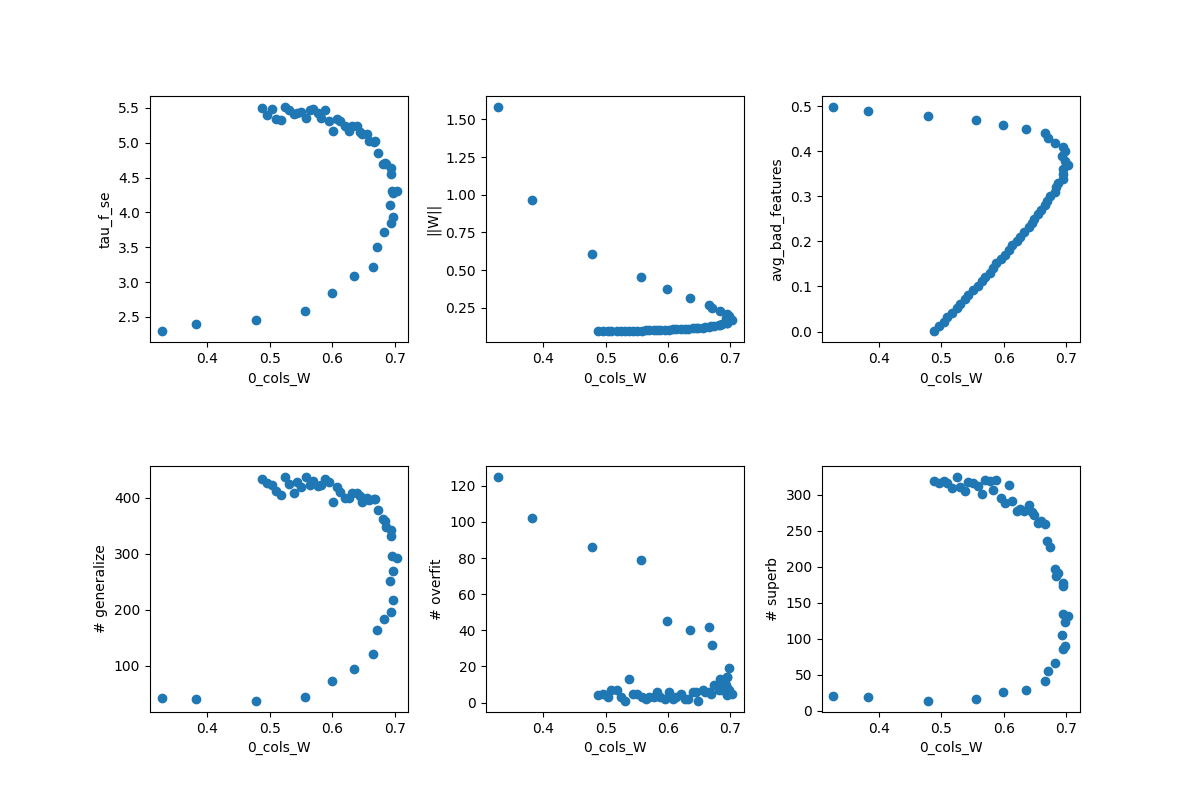 tau_f_se
5.5
5.0
4.5
4.0
3.5
3.0
2.5
0.4 0.5 0.6 0.7
0_cols_W
||W||
1.50
1.25
1.00
0.75
0.50
0.25
0.4 0.5 0.6 0.7
0_cols_W
avg_bad_features
0.5
0.4
0.3
0.2
0.1
0.0
0.4 0.5 0.6 0.7
0_cols_W
# generalize
400
300
200
100
0.4 0.5 0.6 0.7
0_cols_W
# overfit
120
100
80
60
40
20
0
0.4 0.5 0.6 0.7
0_cols_W
# superb
300
250
200
150
100
50
0
0.4 0.5 0.6 0.7
0_cols_W